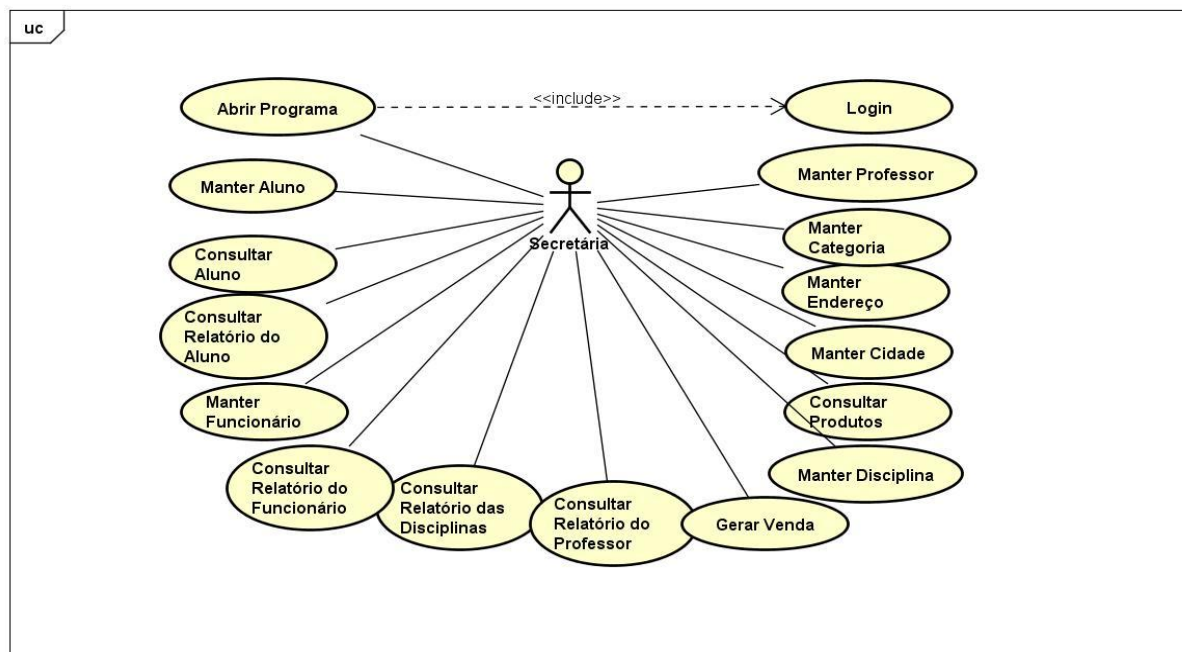 uc
Abrir Programa
<<include>>
Login
Manter Aluno
Secretária
Manter Professor
Consultar
Aluno
Manter
Categoria
Consultar
Relatório do
Aluno
Manter
Endereço
Manter
Funcionário
Manter Cidade
Consultar
Produtos
Consultar
Relatório do
Funcionário
Consultar
Relatório das
Disciplinas
Consultar
Relatório do
Professor
Gerar Venda
Manter Disciplina